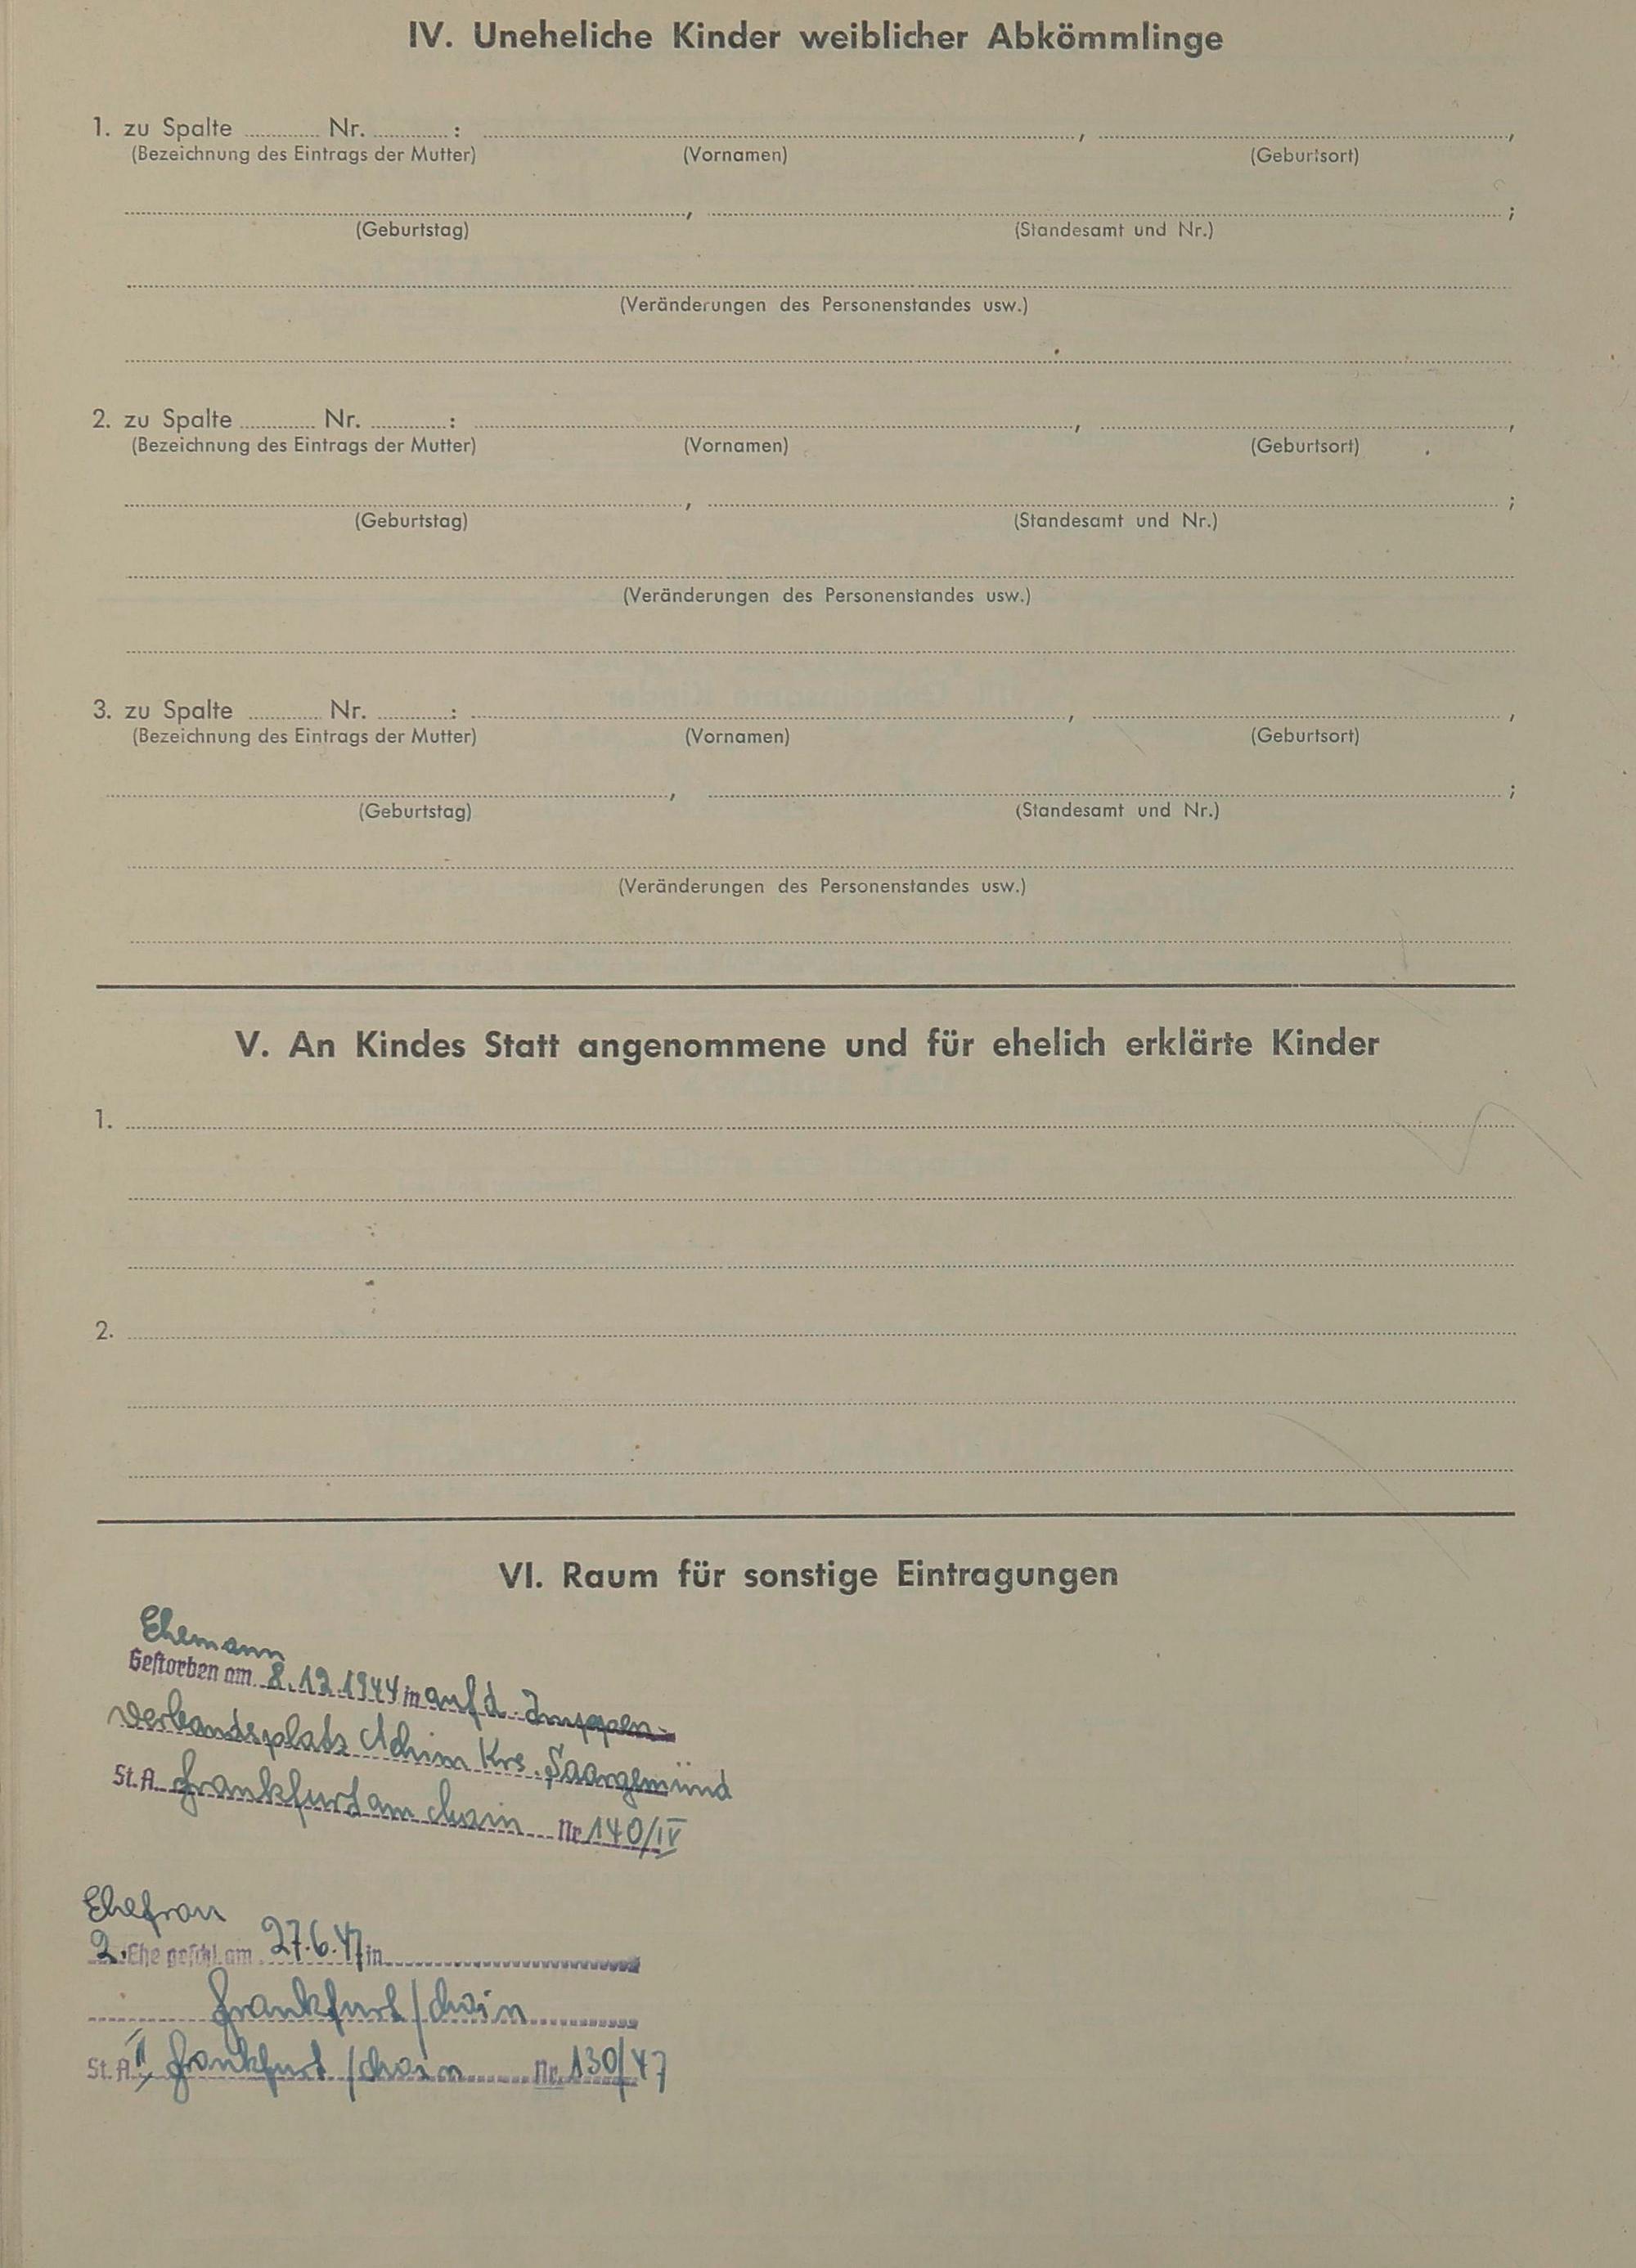 IV. Uneheliche Kinder weiblicher Abkömmlinge
1. zu Spalte ............ Nr. ............ : ............ , ............ ,
(Bezeichnung des Eintrags der Mutter) (Vornamen) (Geburtsort)
............ , ............ ;
(Geburtstag) (Standesamt und Nr.)
(Veränderungen des Personenstandes usw.)
2. zu Spalte ............ Nr. ............ : ............ , ............ ,
(Bezeichnung des Eintrags der Mutter) (Vornamen) (Geburtsort)
............ , ............ ;
(Geburtstag) (Standesamt und Nr.)
(Veränderungen des Personenstandes usw.)
3. zu Spalte ............ Nr. ............ : ............ , ............ ,
(Bezeichnung des Eintrags der Mutter) (Vornamen) (Geburtsort)
............ , ............ ;
(Geburtstag) (Standesamt und Nr.)
(Veränderungen des Personenstandes usw.)
V. An Kindes Statt angenommene und für ehelich erklärte Kinder
1.
2.
VI. Raum für sonstige Eintragungen
Ehemann
Gestorben am 8.12.1944 in auf d.
verbandsplatz Achim Krs. Saargemünd
St.A. Frankfurt am Main Nr. 140/IV
Ehefrau
2. Ehe geschl. am 27.6.47 in
Frankfurt/Main
St.A. II, Frankfurt/Main Nr. 130/47